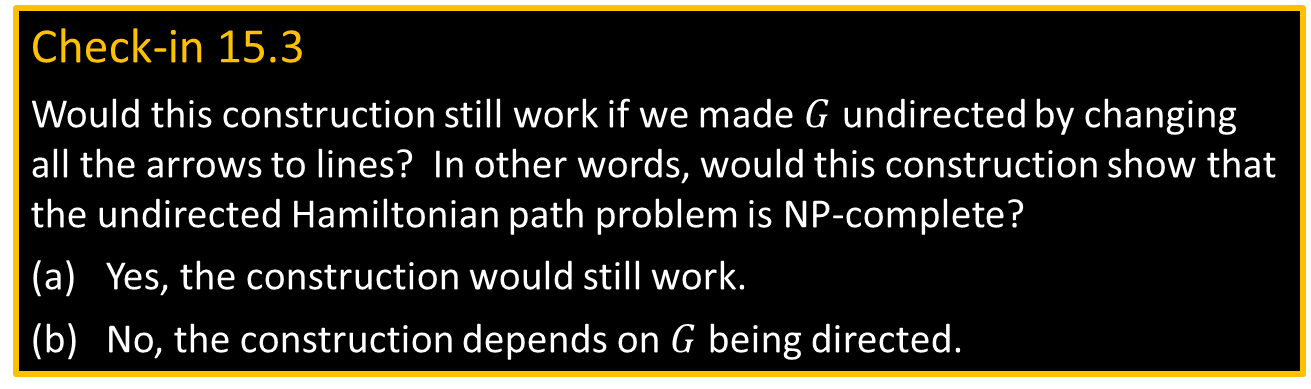 Check-in 15.3
Would this construction still work if we made 𝐺 undirected by changing
all the arrows to lines? In other words, would this construction show that
the undirected Hamiltonian path problem is NP-complete?
(a) Yes, the construction would still work.
(b) No, the construction depends on 𝐺 being directed.